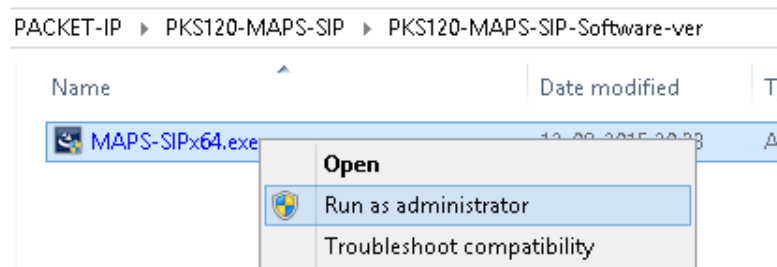 PACKET-IP ▸ PKS120-MAPS-SIP ▸ PKS120-MAPS-SIP-Software-ver
Name Date modified
MAPS-SIPx64.exe
Open
Run as administrator
Troubleshoot compatibility